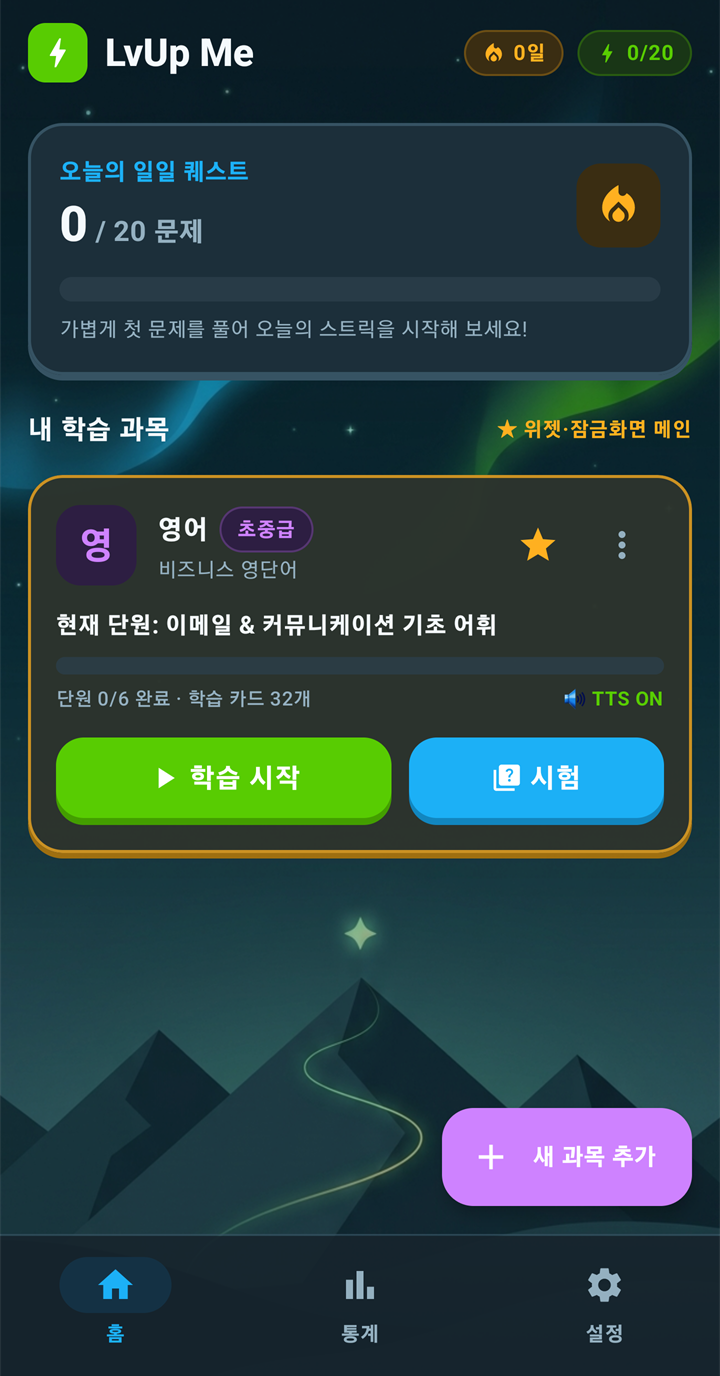 LvUp Me
0일
0/20
오늘의 일일 퀘스트
0 / 20 문제
가볍게 첫 문제를 풀어 오늘의 스트릭을 시작해 보세요!
내 학습 과목
★ 위젯·잠금화면 메인
영
영어 초중급
비즈니스 영단어
현재 단원: 이메일 & 커뮤니케이션 기초 어휘
단원 0/6 완료 · 학습 카드 32개
🔊 TTS ON
학습 시작
시험
새 과목 추가
홈
통계
설정